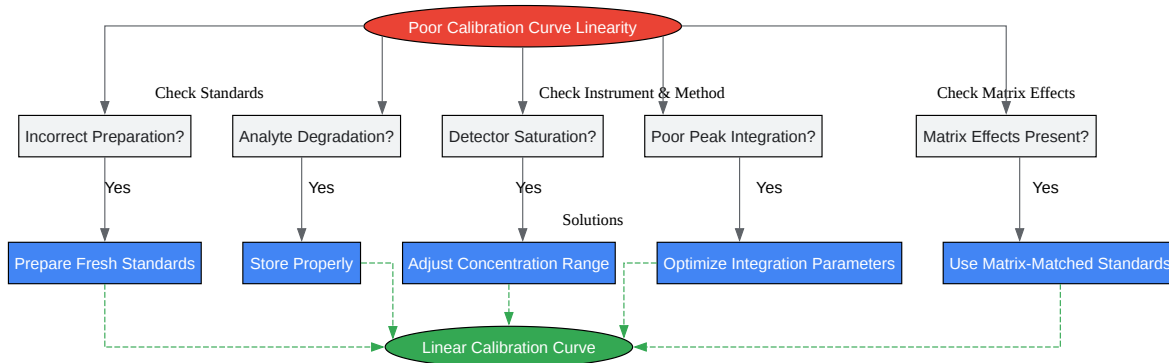 Poor Calibration Curve Linearity
Check Standards
Check Instrument & Method
Check Matrix Effects
Incorrect Preparation?
Analyte Degradation?
Detector Saturation?
Poor Peak Integration?
Matrix Effects Present?
Yes
Yes
Yes
Yes
Yes
Solutions
Prepare Fresh Standards
Store Properly
Adjust Concentration Range
Optimize Integration Parameters
Use Matrix-Matched Standards
Linear Calibration Curve